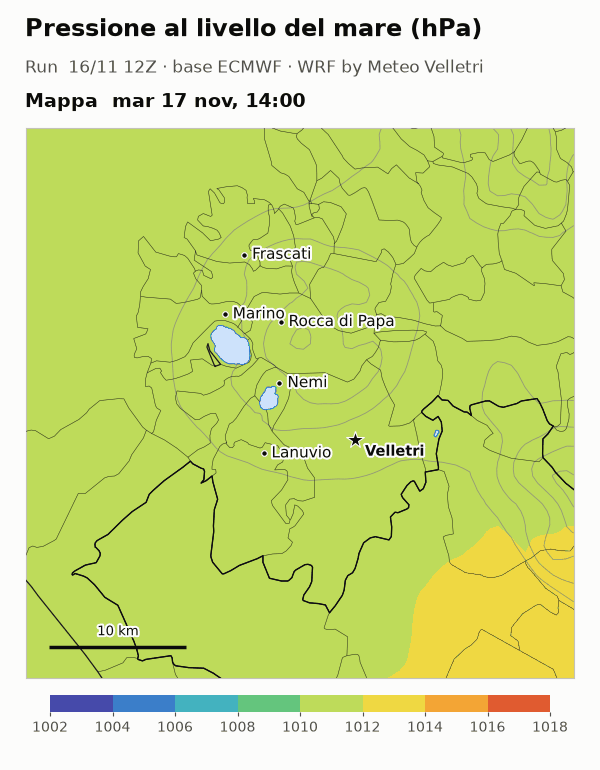 Pressione al livello del mare (hPa)
Run  16/11 12Z · base ECMWF · WRF by Meteo Velletri
Mappa  mar 17 nov, 14:00
Frascati
Marino
Rocca di Papa
Nemi
Velletri
Lanuvio
10 km
1002 1004 1006 1008 1010 1012 1014 1016 1018